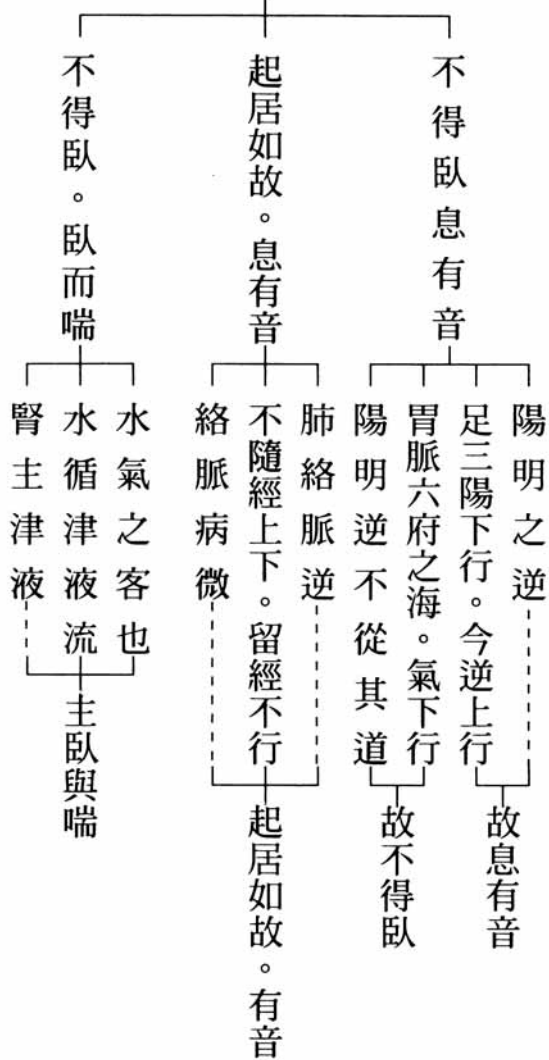 不得臥息有音
陽明之逆
足三陽下行。今逆上行
故息有音
胃脈六府之海。氣下行
陽明逆不從其道
故不得臥
起居如故。息有音
肺絡脈逆
不隨經上下。留經不行
絡脈病微
起居如故。有音
不得臥。臥而喘
水氣之客也
水循津液流
腎主津液
主臥與喘